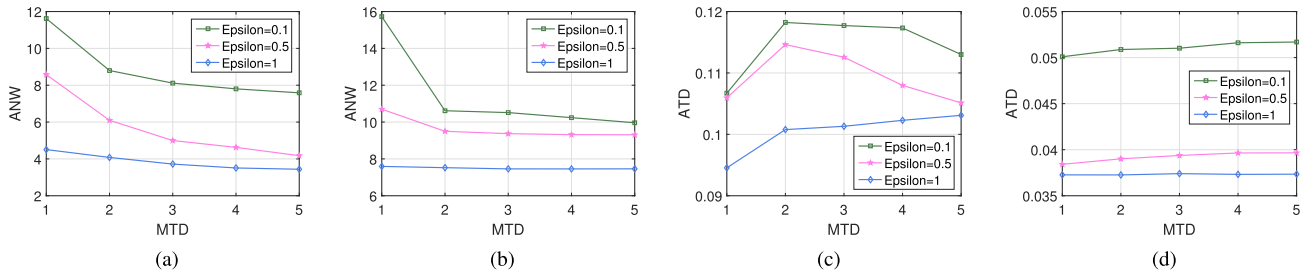 12
10
8
6
4
2
ANW
Epsilon=0.1
Epsilon=0.5
Epsilon=1
1 2 3 4 5
MTD
(a)
16
14
12
10
8
6
ANW
Epsilon=0.1
Epsilon=0.5
Epsilon=1
1 2 3 4 5
MTD
(b)
0.12
0.11
0.1
0.09
ATD
Epsilon=0.1
Epsilon=0.5
Epsilon=1
1 2 3 4 5
MTD
(c)
0.055
0.05
0.045
0.04
0.035
ATD
Epsilon=0.1
Epsilon=0.5
Epsilon=1
1 2 3 4 5
MTD
(d)